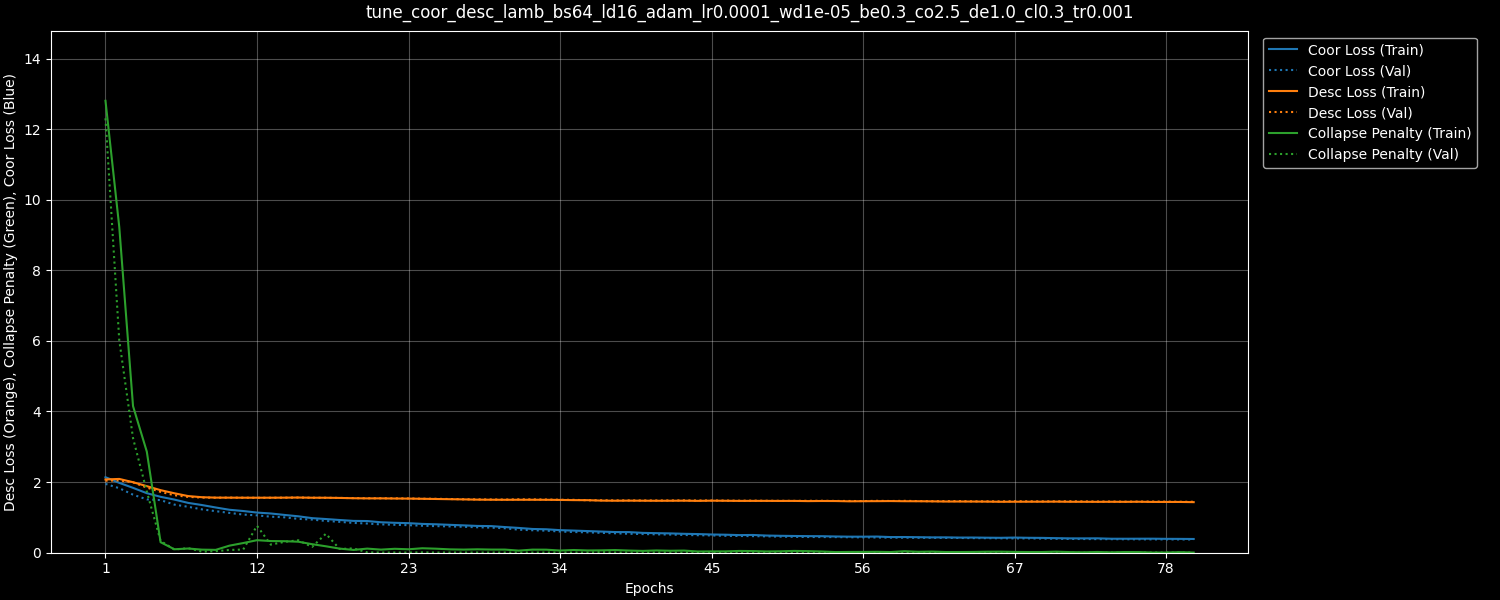 tune_coor_desc_lamb_bs64_ld16_adam_lr0.0001_wd1e-05_be0.3_co2.5_de1.0_cl0.3_tr0.001
Desc Loss (Orange), Collapse Penalty (Green), Coor Loss (Blue)
14
12
10
8
6
4
2
0
1
12
23
34
45
56
67
78
Epochs
Coor Loss (Train)
Coor Loss (Val)
Desc Loss (Train)
Desc Loss (Val)
Collapse Penalty (Train)
Collapse Penalty (Val)